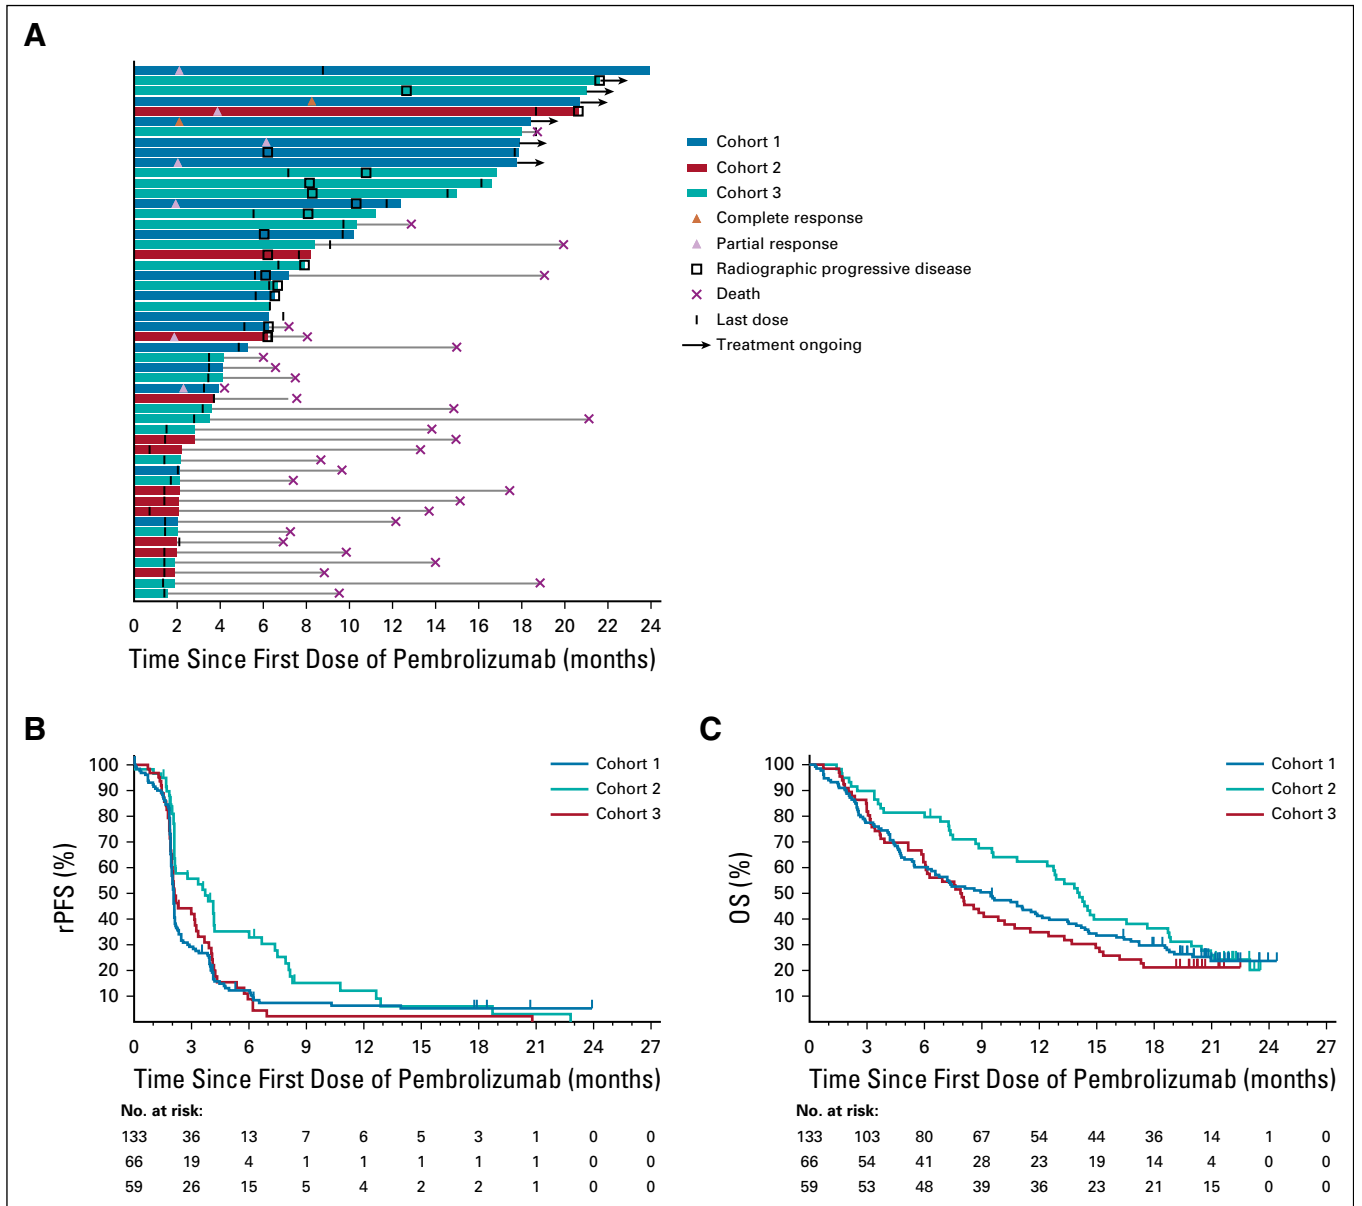 A
Cohort 1
Cohort 2
Cohort 3
Complete response
Partial response
Radiographic progressive disease
Death
Last dose
Treatment ongoing
0 2 4 6 8 10 12 14 16 18 20 22 24
Time Since First Dose of Pembrolizumab (months)
B
Cohort 1
Cohort 2
Cohort 3
100
90
80
70
60
50
40
30
20
10
rPFS (%)
0 3 6 9 12 15 18 21 24 27
Time Since First Dose of Pembrolizumab (months)
No. at risk:
133 36 13 7 6 5 3 1 0 0
66 19 4 1 1 1 1 1 0 0
59 26 15 5 4 2 2 1 0 0
C
Cohort 1
Cohort 2
Cohort 3
100
90
80
70
60
50
40
30
20
10
OS (%)
0 3 6 9 12 15 18 21 24 27
Time Since First Dose of Pembrolizumab (months)
No. at risk:
133 103 80 67 54 44 36 14 1 0
66 54 41 28 23 19 14 4 0 0
59 53 48 39 36 23 21 15 0 0